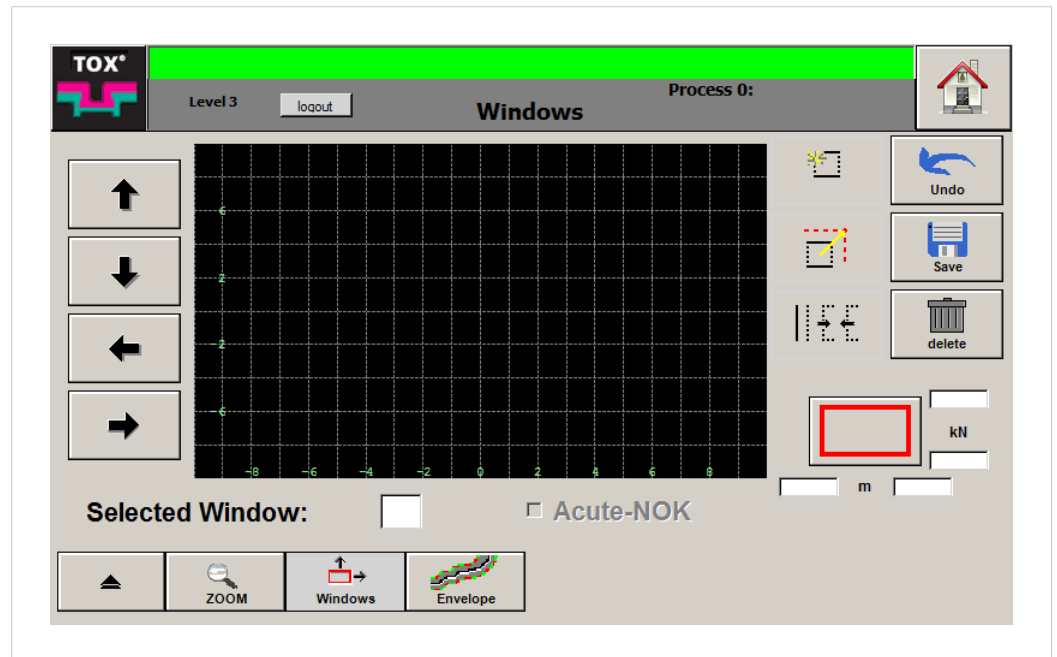 TOX®
Level 3
logout
Windows
Process 0:
Undo
Save
delete
6
2
-2
-6
-8 -6 -4 -2 0 2 4 6 8
kN
m
Selected Window:
Acute-NOK
ZOOM
Windows
Envelope